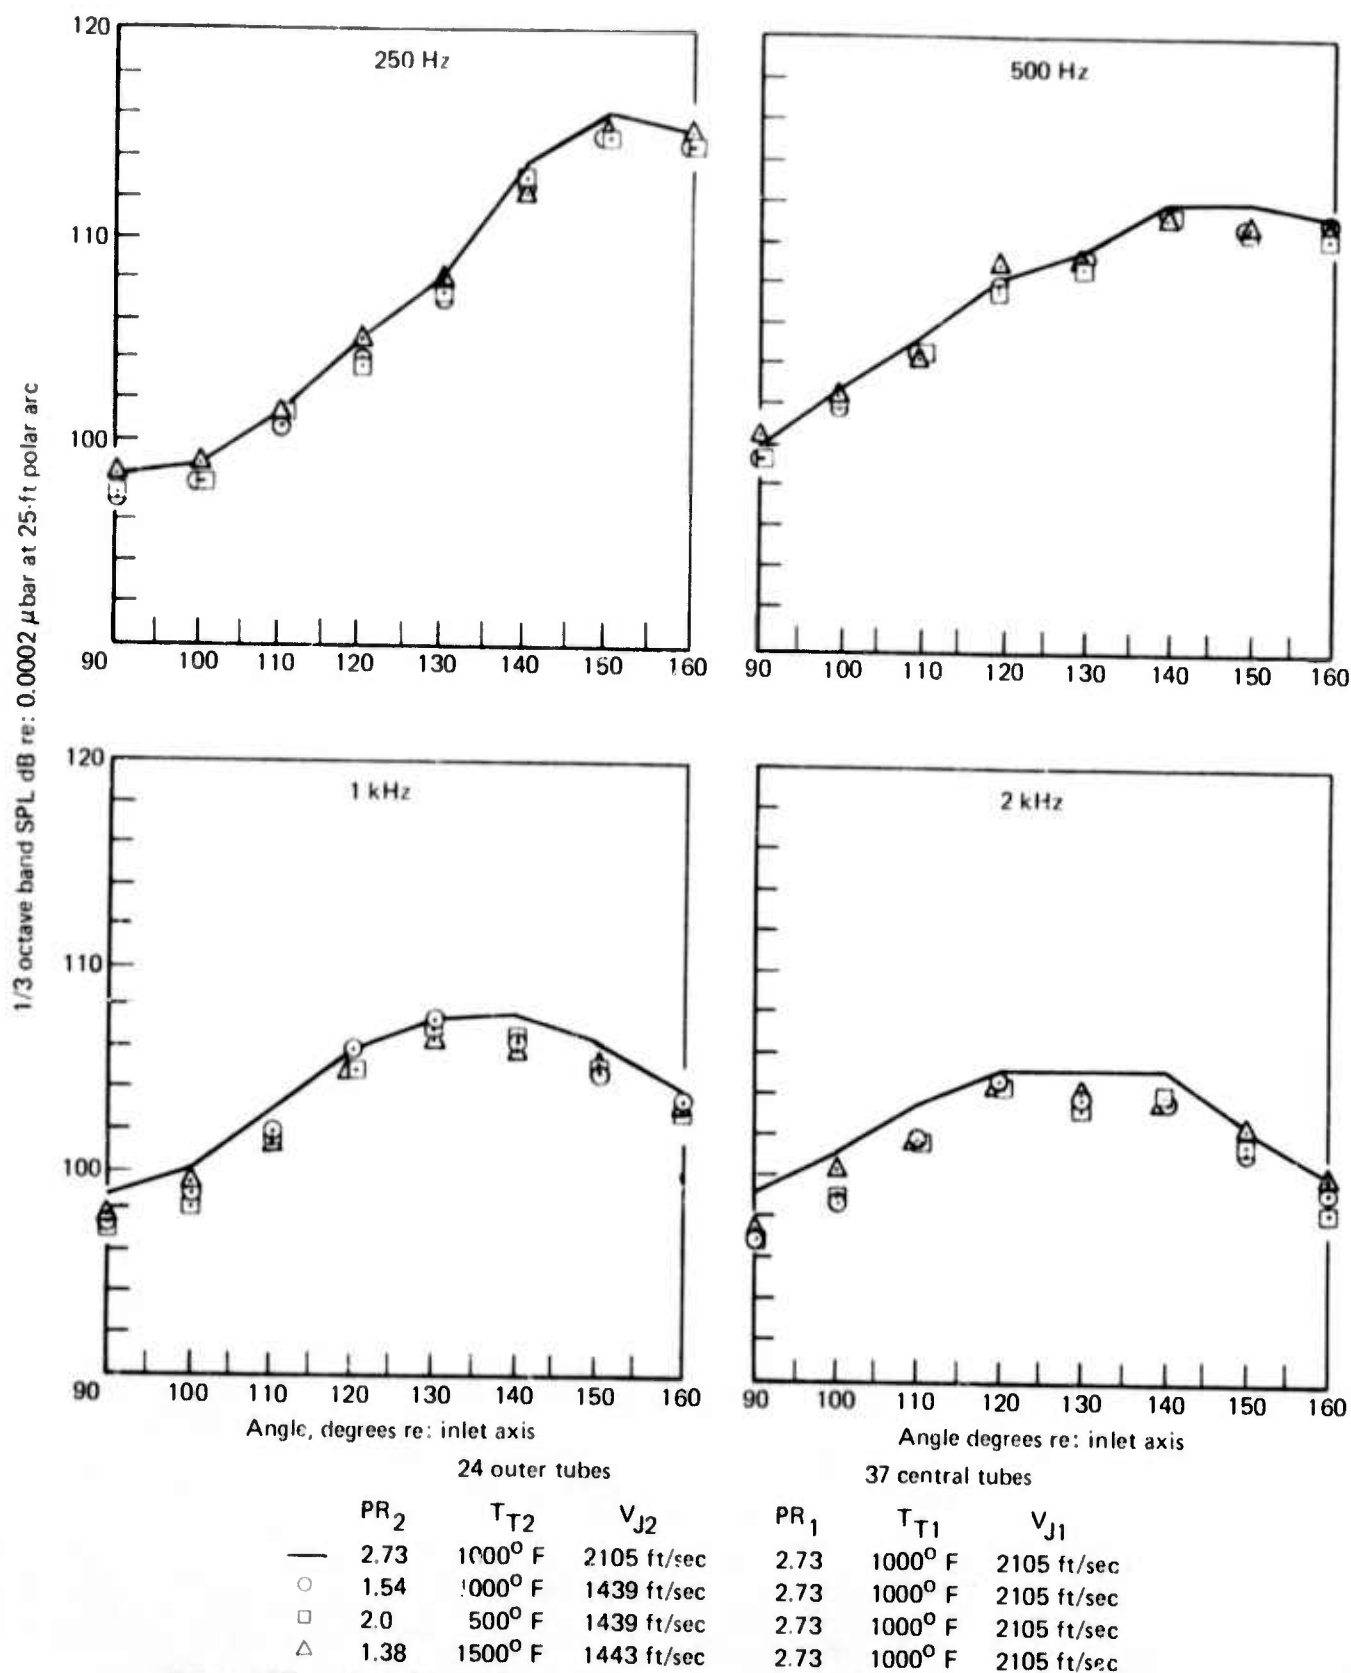 120
250 Hz
500 Hz
110
100
1/3 octave band SPL dB re: 0.0002 μbar at 25-ft polar arc
90 100 110 120 130 140 150 160
90 100 110 120 130 140 150 160
120
1 kHz
2 kHz
110
100
90 100 110 120 130 140 150 160
90 100 110 120 130 140 150 160
Angle, degrees re: inlet axis
Angle degrees re: inlet axis
24 outer tubes
37 central tubes
PR2 TT2 VJ2 PR1 TT1 VJ1
2.73 1000° F 2105 ft/sec 2.73 1000° F 2105 ft/sec
1.54 1000° F 1439 ft/sec 2.73 1000° F 2105 ft/sec
2.0 500° F 1439 ft/sec 2.73 1000° F 2105 ft/sec
1.38 1500° F 1443 ft/sec 2.73 1000° F 2105 ft/sec